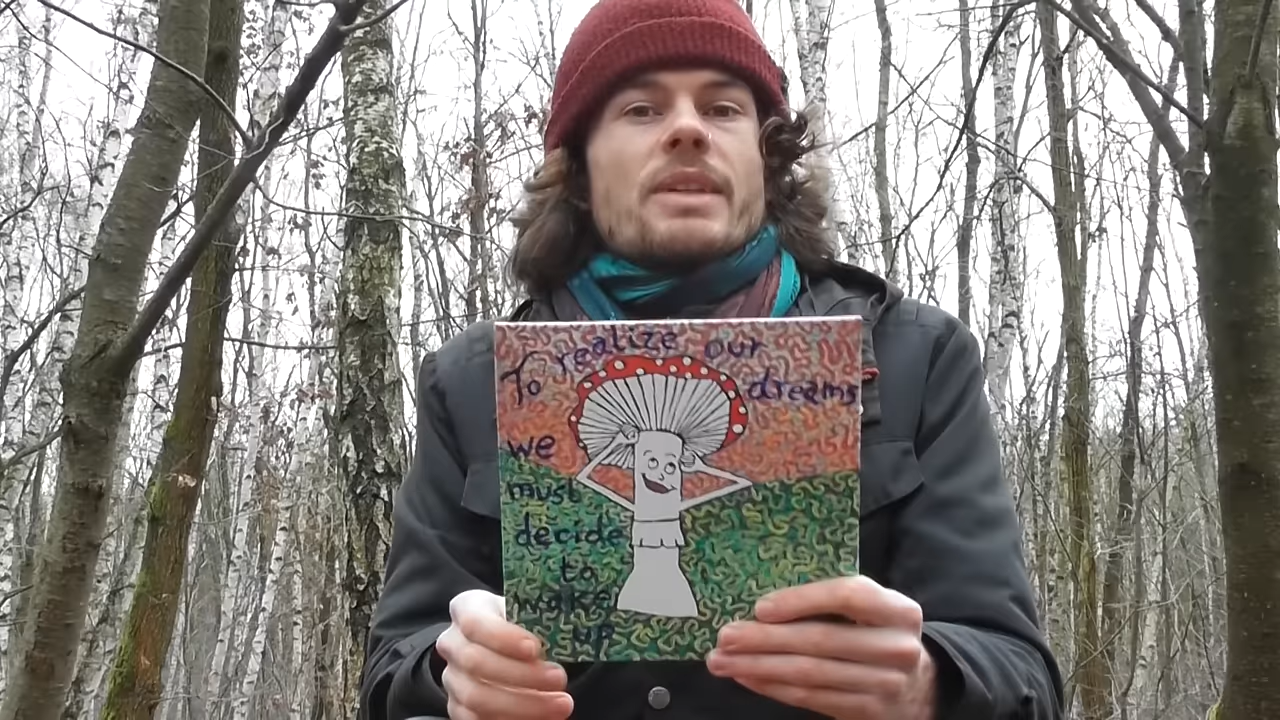 To realize our
dreams
we
must
decide
to
wake
up